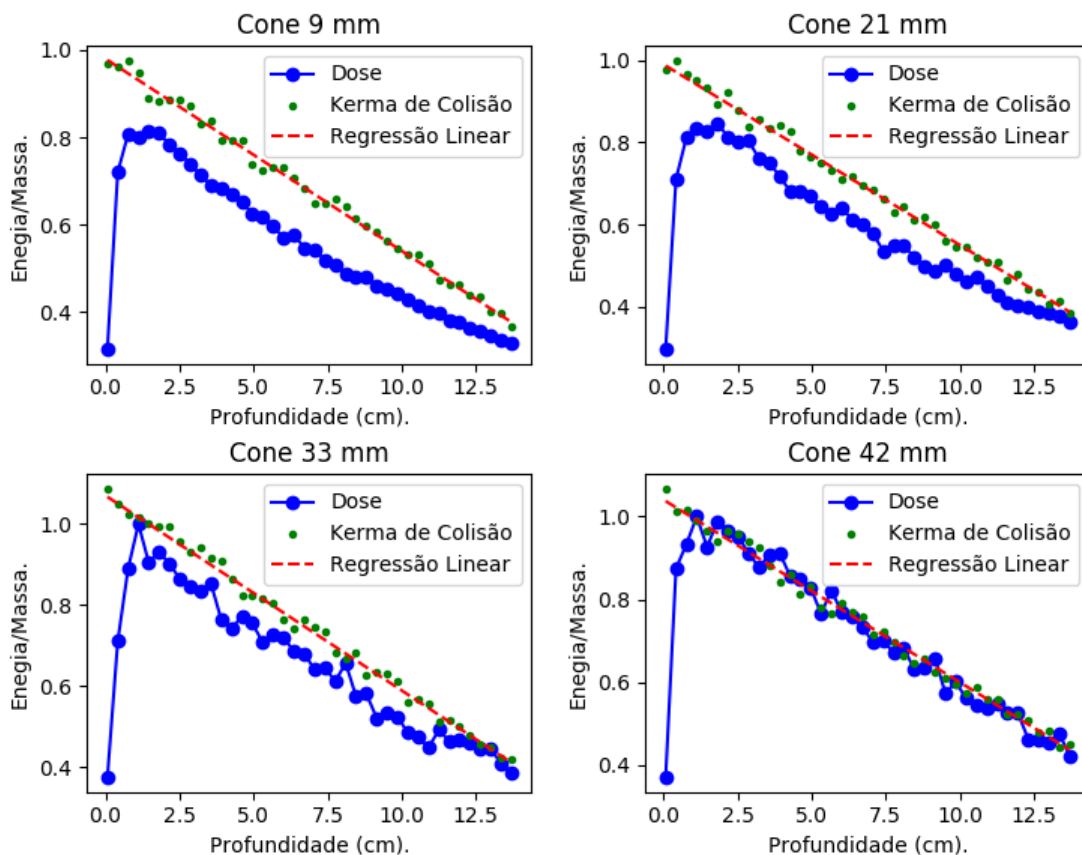 Cone 9 mm
Enegia/Massa.
1.0
0.8
0.6
0.4
Dose
Kerma de Colisão
Regressão Linear
0.0 2.5 5.0 7.5 10.0 12.5
Profundidade (cm).
Cone 21 mm
Enegia/Massa.
1.0
0.8
0.6
0.4
Dose
Kerma de Colisão
Regressão Linear
0.0 2.5 5.0 7.5 10.0 12.5
Profundidade (cm).
Cone 33 mm
Enegia/Massa.
1.0
0.8
0.6
0.4
Dose
Kerma de Colisão
Regressão Linear
0.0 2.5 5.0 7.5 10.0 12.5
Profundidade (cm).
Cone 42 mm
Enegia/Massa.
1.0
0.8
0.6
0.4
Dose
Kerma de Colisão
Regressão Linear
0.0 2.5 5.0 7.5 10.0 12.5
Profundidade (cm).